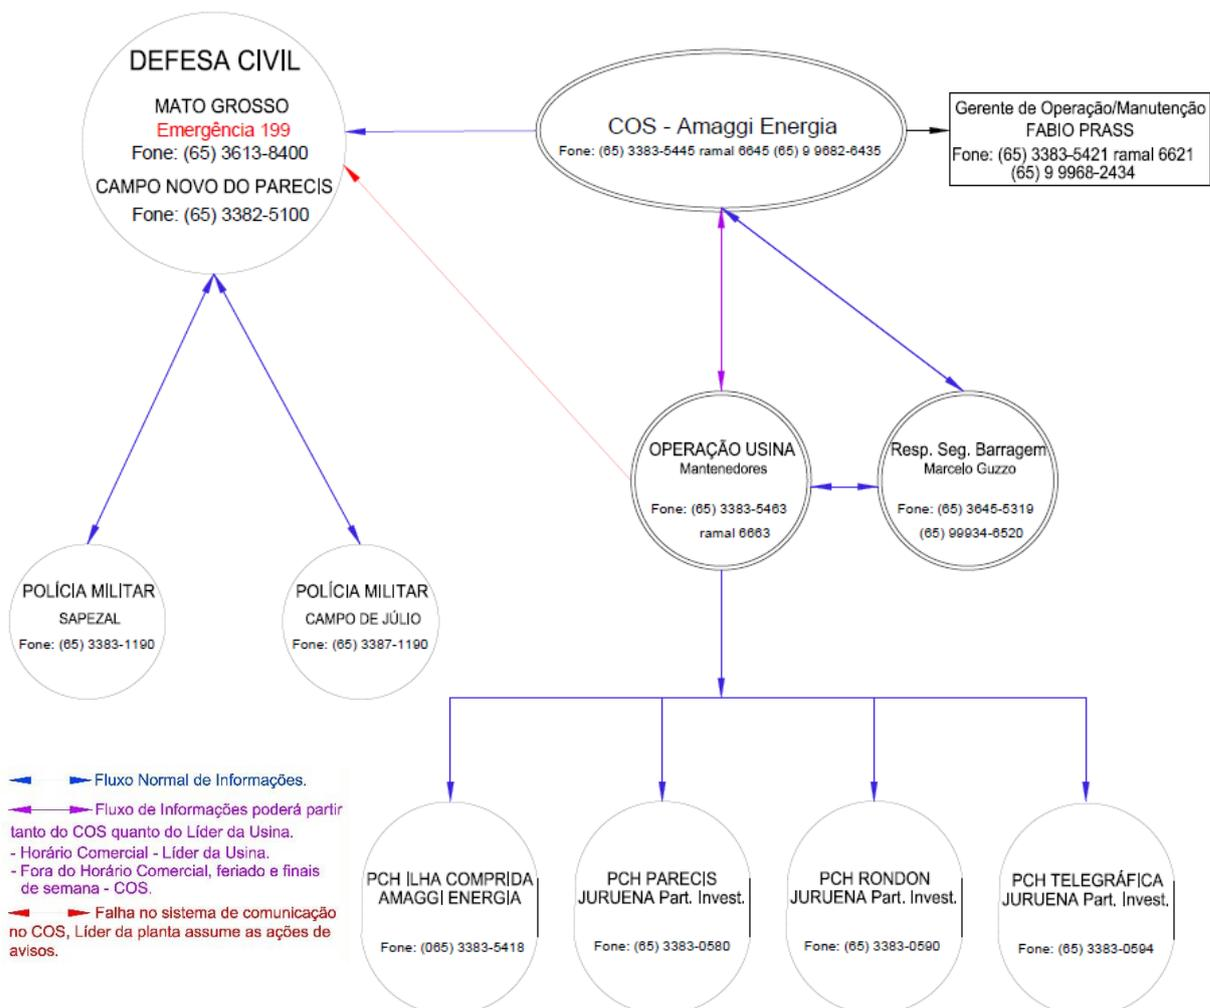 DEFESA CIVIL
MATO GROSSO
Emergência 199
Fone: (65) 3613-8400
CAMPO NOVO DO PARECIS
Fone: (65) 3382-5100
COS - Amaggi Energia
Fone: (65) 3383-5445 ramal 6645 (65) 9 9682-6435
Gerente de Operação/Manutenção
FABIO PRASS
Fone: (65) 3383-5421 ramal 6621
(65) 9 9968-2434
OPERAÇÃO USINA
Mantenedores
Fone: (65) 3383-5463
ramal 6663
Resp. Seg. Barragem
Marcelo Guzzo
Fone: (65) 3645-5319
(65) 99934-6520
POLÍCIA MILITAR
SAPEZAL
Fone: (65) 3383-1190
POLÍCIA MILITAR
CAMPO DE JÚLIO
Fone: (65) 3387-1190
Fluxo Normal de Informações.
Fluxo de Informações poderá partir
tanto do COS quanto do Líder da Usina.
- Horário Comercial - Líder da Usina.
- Fora do Horário Comercial, feriado e finais
de semana - COS.
Falha no sistema de comunicação
no COS, Líder da planta assume as ações de
avisos.
PCH ILHA COMPRIDA
AMAGGI ENERGIA
Fone: (065) 3383-5418
PCH PARECIS
JURUENA Part. Invest.
Fone: (65) 3383-0580
PCH RONDON
JURUENA Part. Invest.
Fone: (65) 3383-0590
PCH TELEGRÁFICA
JURUENA Part. Invest.
Fone: (65) 3383-0594